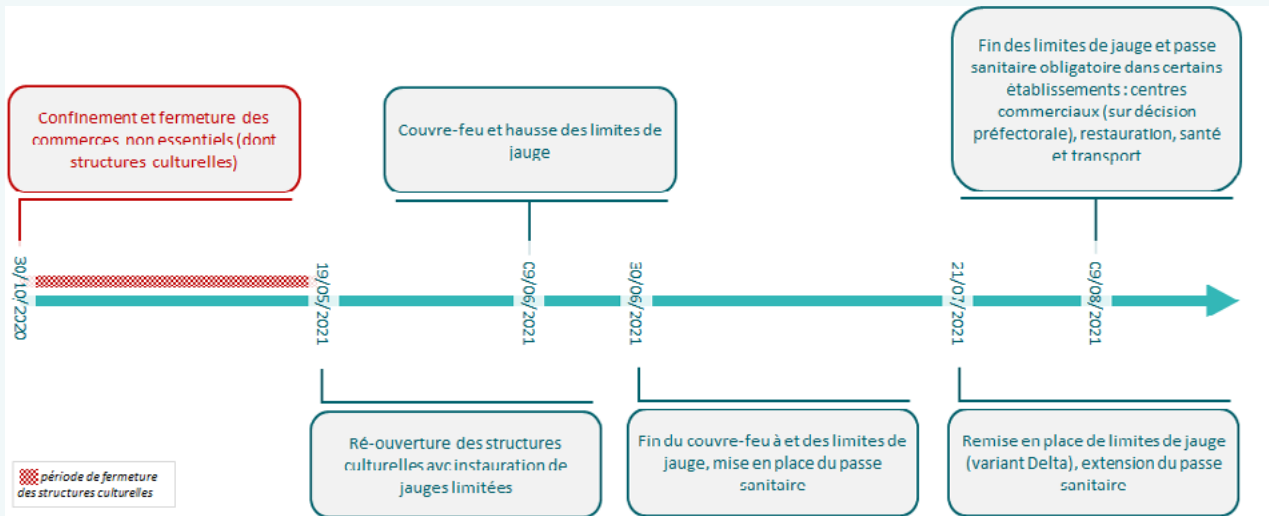 Confinement et fermeture des
commerces non essentiels (dont
structures culturelles)
Couvre-feu et hausse des limites de
jauge
Fin des limites de jauge et passe
sanitaire obligatoire dans certains
établissements : centres
commerciaux (sur décision
préfectorale), restauration, santé
et transport
30/10/2020
19/05/2021
09/06/2021
30/06/2021
21/07/2021
09/08/2021
Ré-ouverture des structures
culturelles avc instauration de
jauges limitées
Fin du couvre-feu à et des limites de
jauge, mise en place du passe
sanitaire
Remise en place de limites de jauge
(variant Delta), extension du passe
sanitaire
période de fermeture
des structures culturelles